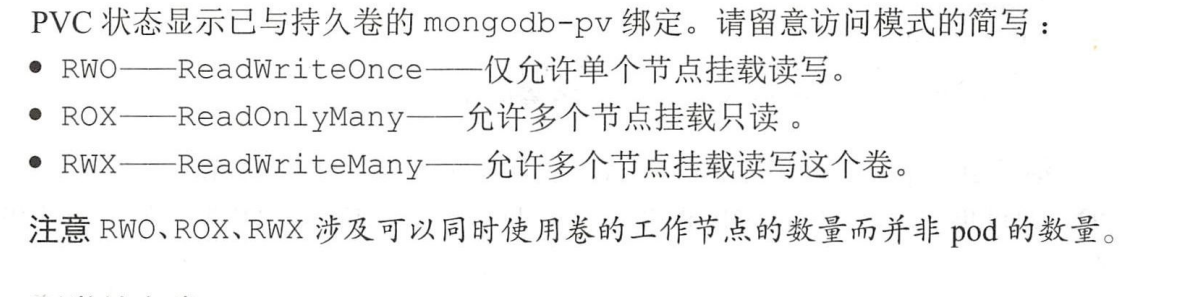 PVC 状态显示已与持久卷的 mongodb-pv 绑定。请留意访问模式的简写：
● RWO——ReadWriteOnce——仅允许单个节点挂载读写。
● ROX——ReadOnlyMany——允许多个节点挂载只读 。
● RWX——ReadWriteMany——允许多个节点挂载读写这个卷。
注意 RWO、ROX、RWX 涉及可以同时使用卷的工作节点的数量而并非 pod 的数量。